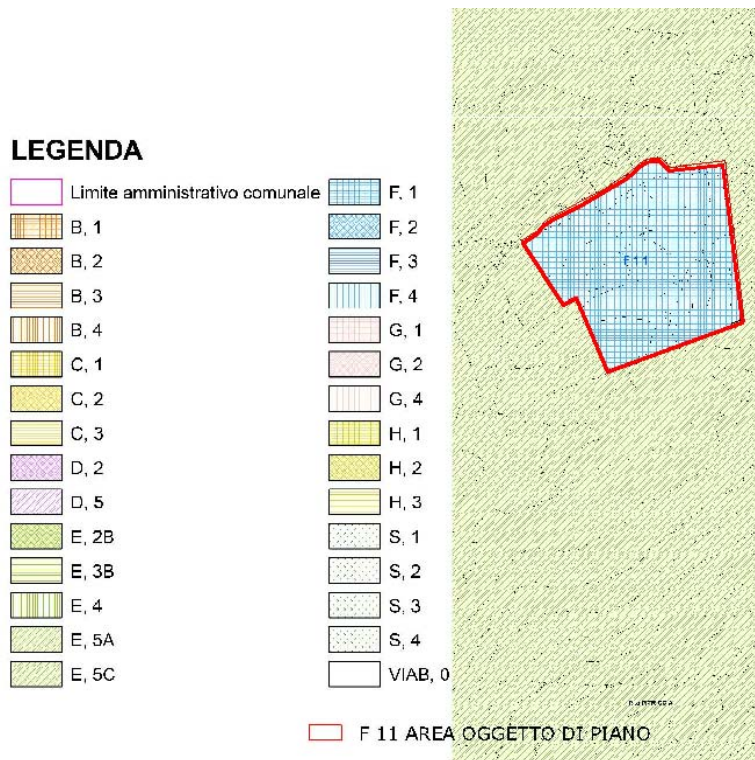 LEGENDA
Limite amministrativo comunale
B, 1
B, 2
B, 3
B, 4
C, 1
C, 2
C, 3
D, 2
D, 5
E, 2B
E, 3B
E, 4
E, 5A
E, 5C
F, 1
F, 2
F, 3
F, 4
G, 1
G, 2
G, 4
H, 1
H, 2
H, 3
S, 1
S, 2
S, 3
S, 4
VIAB, 0
F 11 AREA OGGETTO DI PIANO
F 11